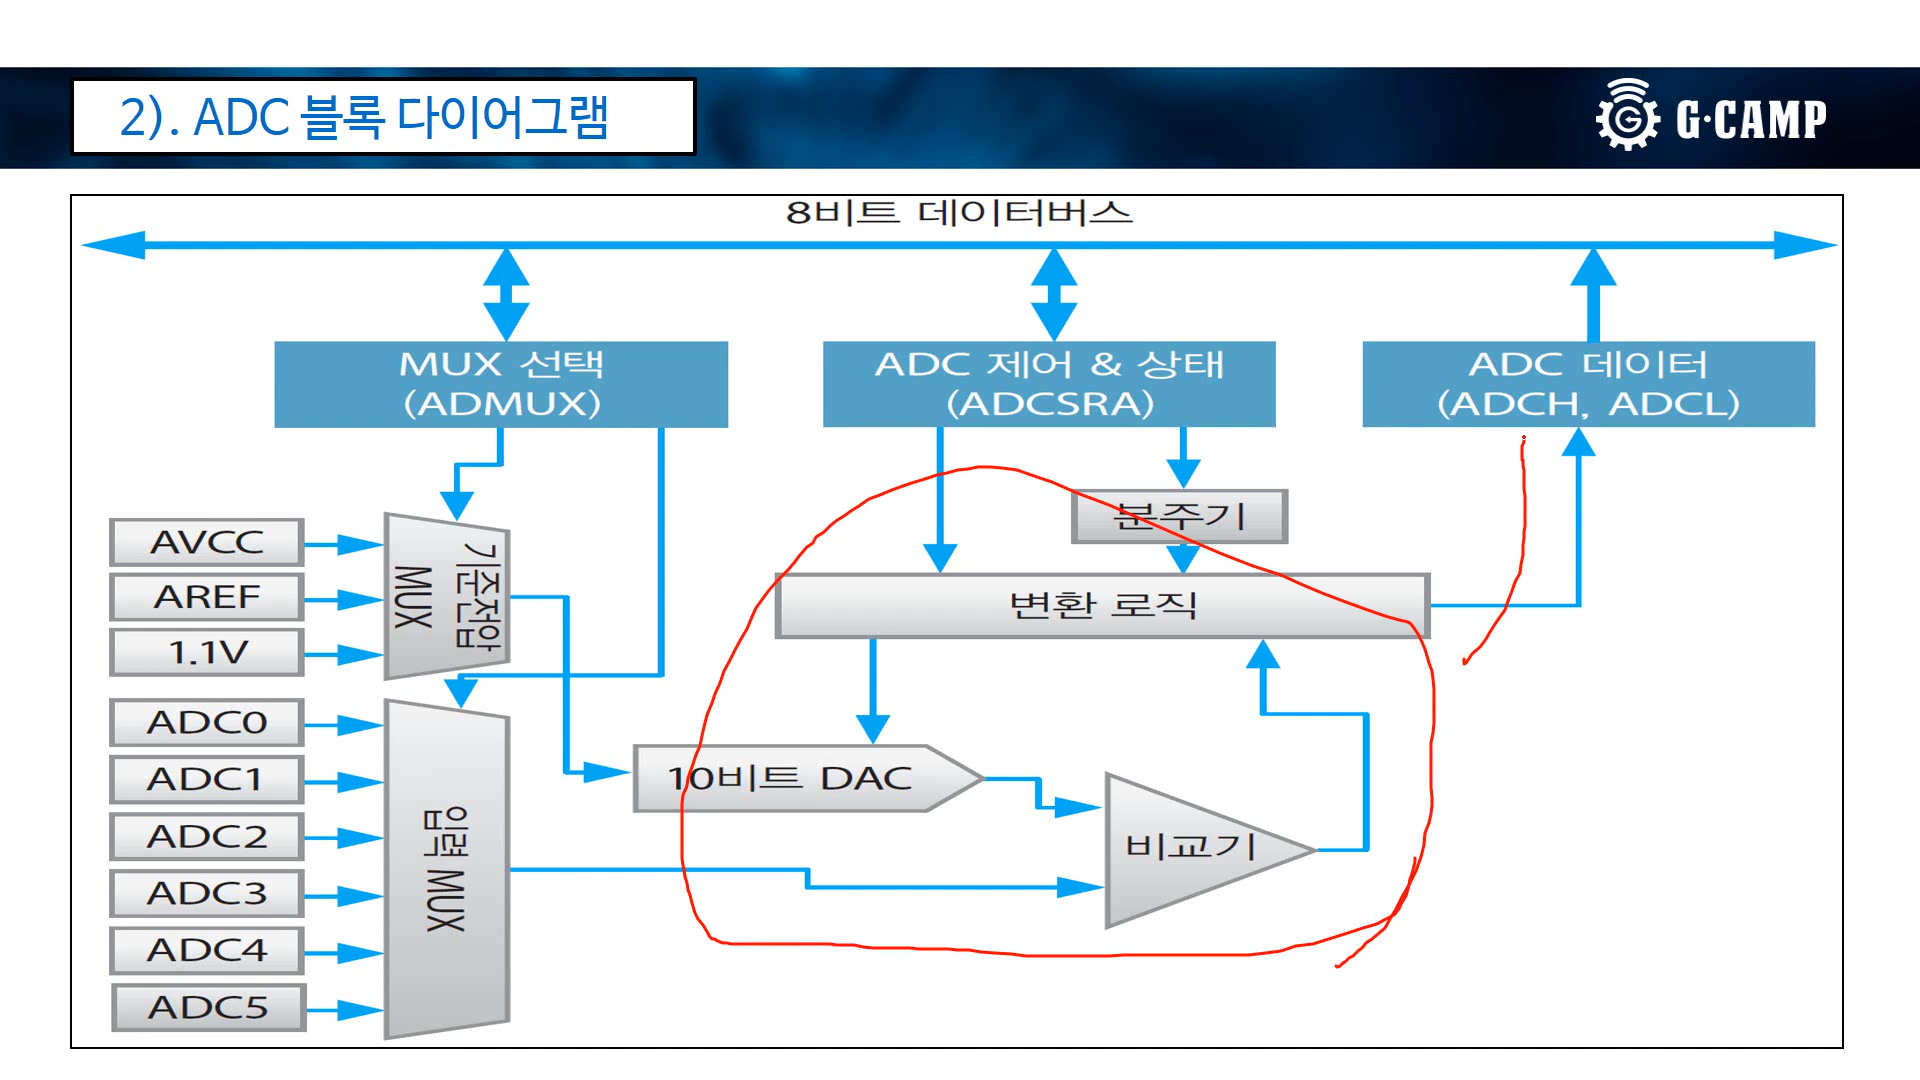 2). ADC 블록 다이어그램
G·CAMP
8비트 데이터버스
MUX 선택
(ADMUX)
ADC 제어 & 상태
(ADCSRA)
ADC 데이터
(ADCH, ADCL)
AVCC
AREF
1.1V
기준전압
MUX
분주기
변환 로직
ADC0
ADC1
ADC2
ADC3
ADC4
ADC5
입력 MUX
10비트 DAC
비교기